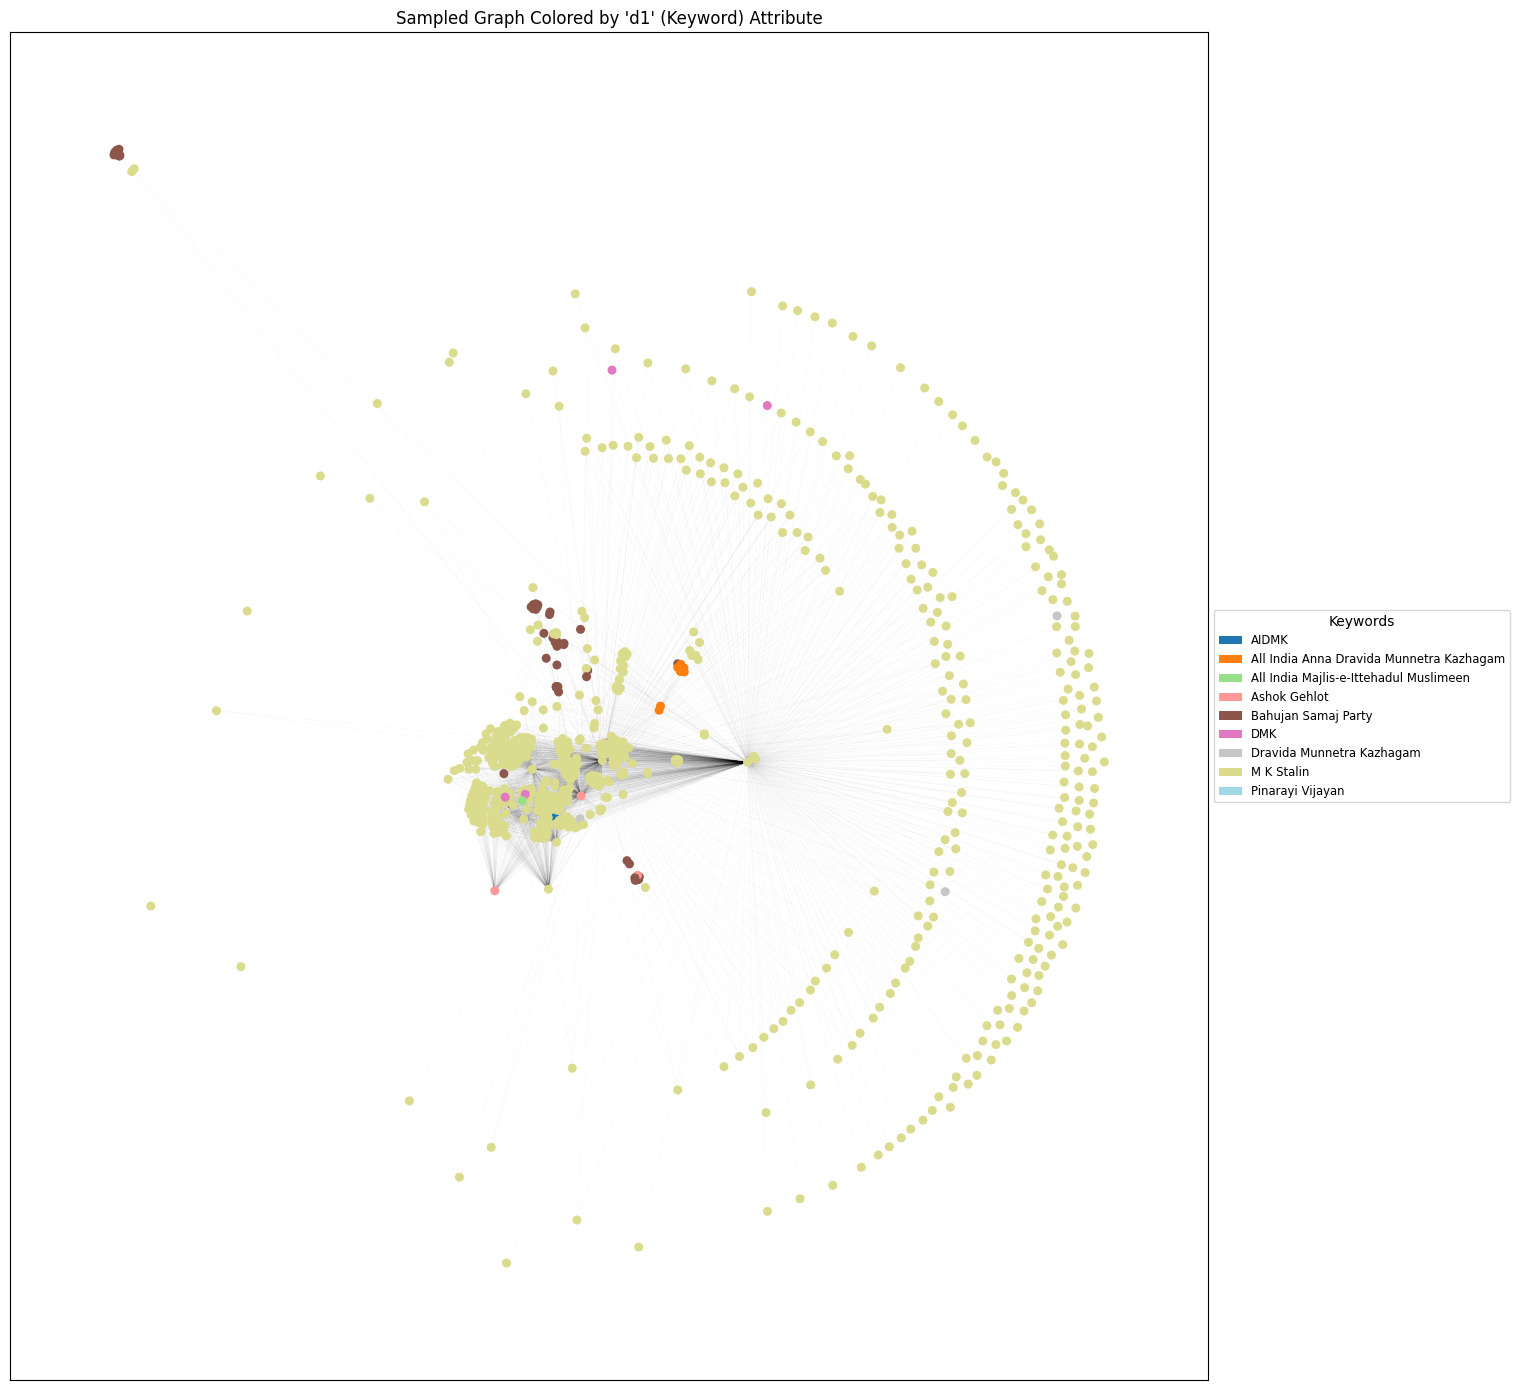 Sampled Graph Colored by 'd1' (Keyword) Attribute
Keywords
AIDMK
All India Anna Dravida Munnetra Kazhagam
All India Majlis-e-Ittehadul Muslimeen
Ashok Gehlot
Bahujan Samaj Party
DMK
Dravida Munnetra Kazhagam
M K Stalin
Pinarayi Vijayan